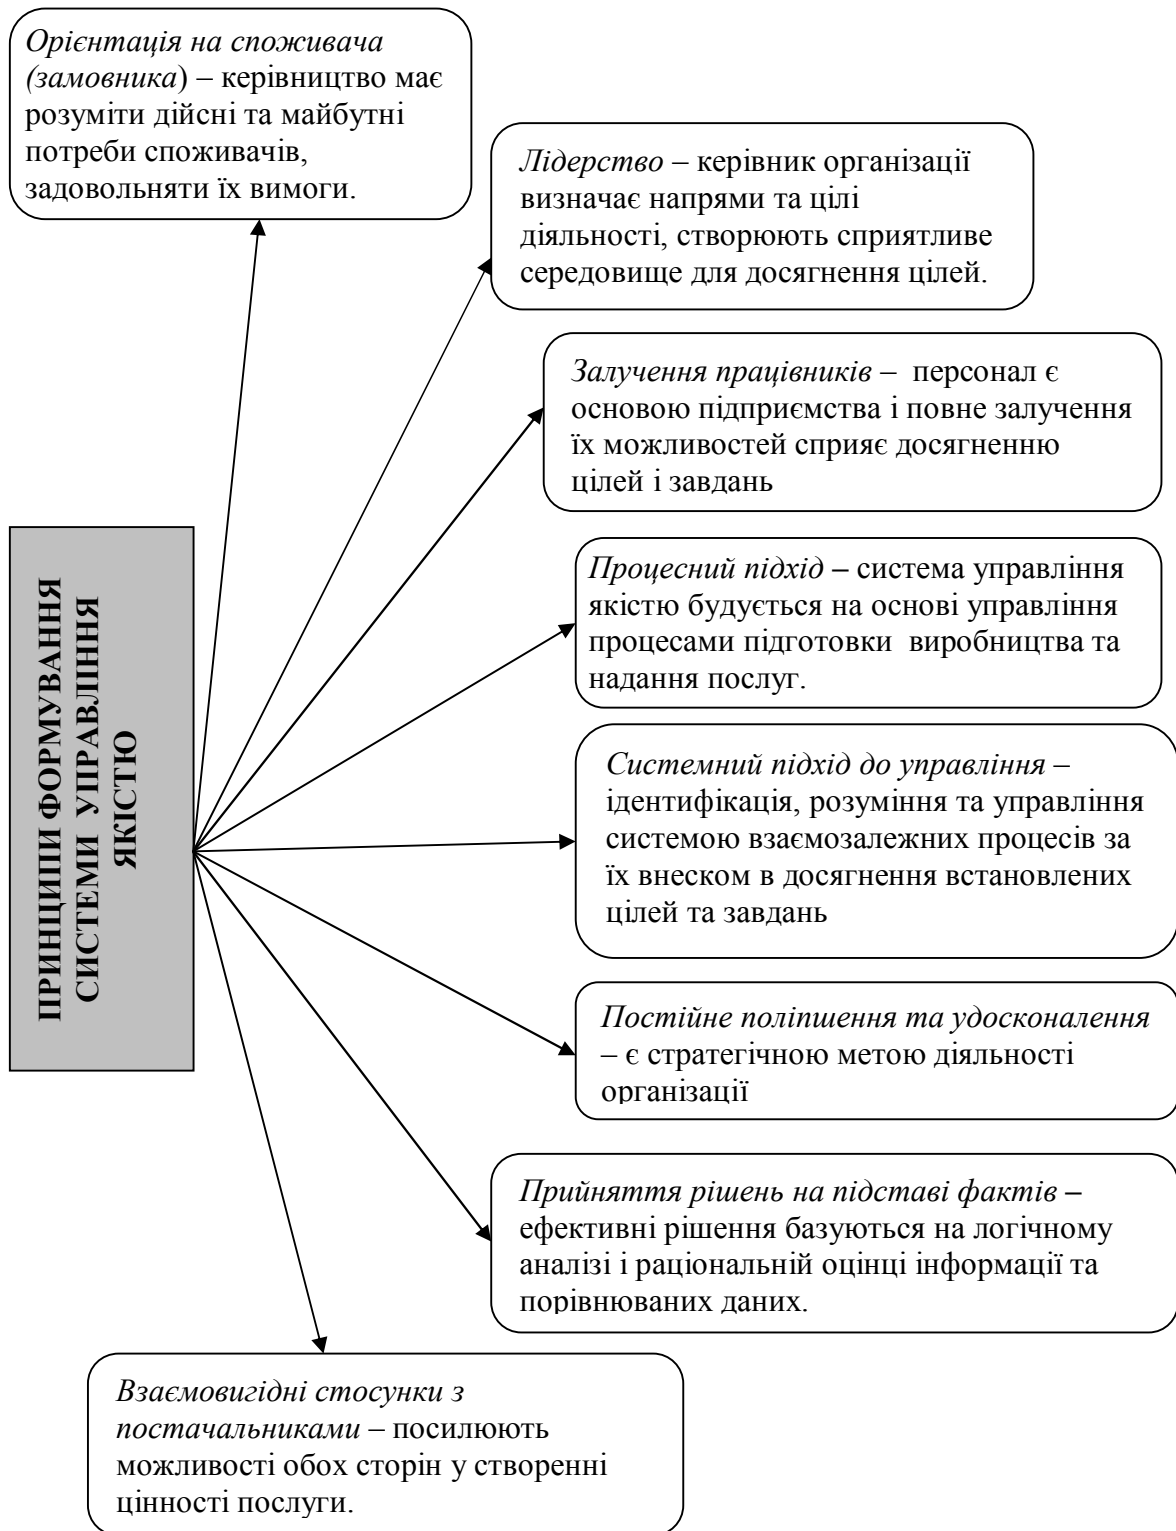 Орієнтація на споживача
(замовника) – керівництво має
розуміти дійсні та майбутні
потреби споживачів,
задовольняти їх вимоги.
Лідерство – керівник організації
визначає напрями та цілі
діяльності, створюють сприятливе
середовище для досягнення цілей.
Залучення працівників – персонал є
основою підприємства і повне залучення
їх можливостей сприяє досягненню
цілей і завдань
ПРИНЦИПИ ФОРМУВАННЯ
СИСТЕМИ УПРАВЛІННЯ
ЯКІСТЮ
Процесний підхід – система управління
якістю будується на основі управління
процесами підготовки виробництва та
надання послуг.
Системний підхід до управління –
ідентифікація, розуміння та управління
системою взаємозалежних процесів за
їх внеском в досягнення встановлених
цілей та завдань
Постійне поліпшення та удосконалення
– є стратегічною метою діяльності
організації
Прийняття рішень на підставі фактів –
ефективні рішення базуються на логічному
аналізі і раціональній оцінці інформації та
порівнюваних даних.
Взаємовигідні стосунки з
постачальниками – посилюють
можливості обох сторін у створенні
цінності послуги.